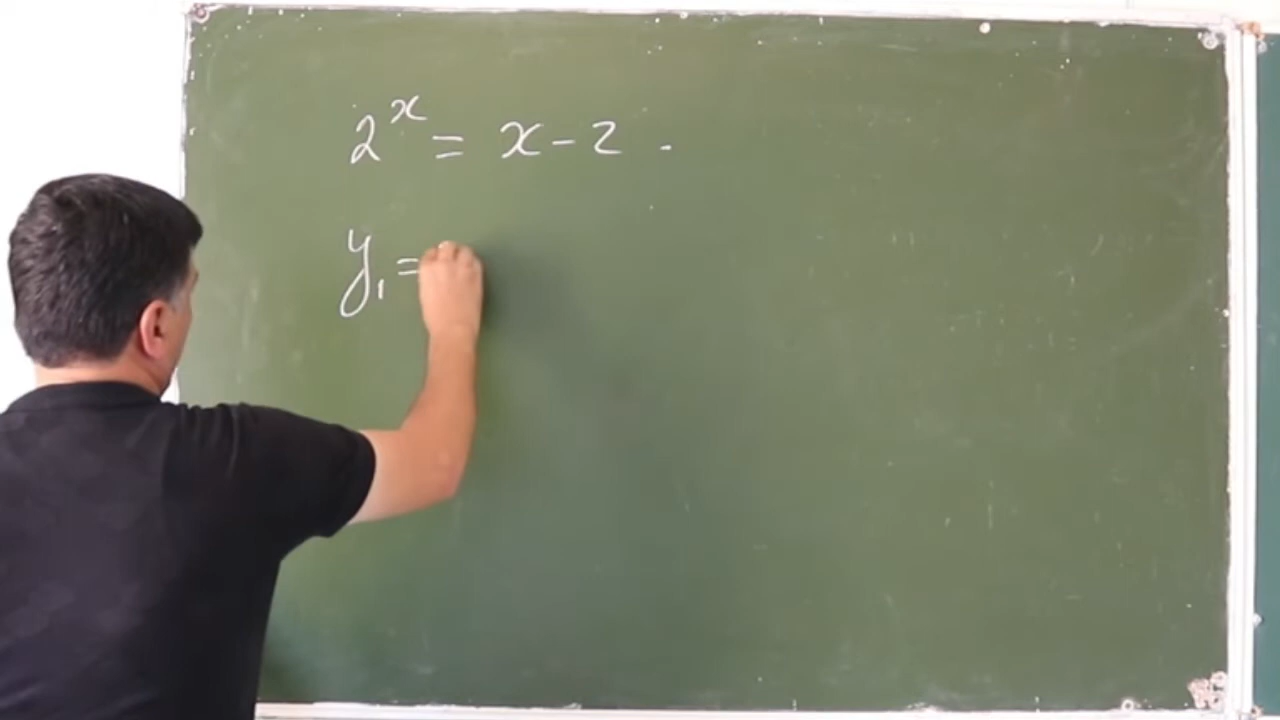 2^x = x - 2 .
y₁ =